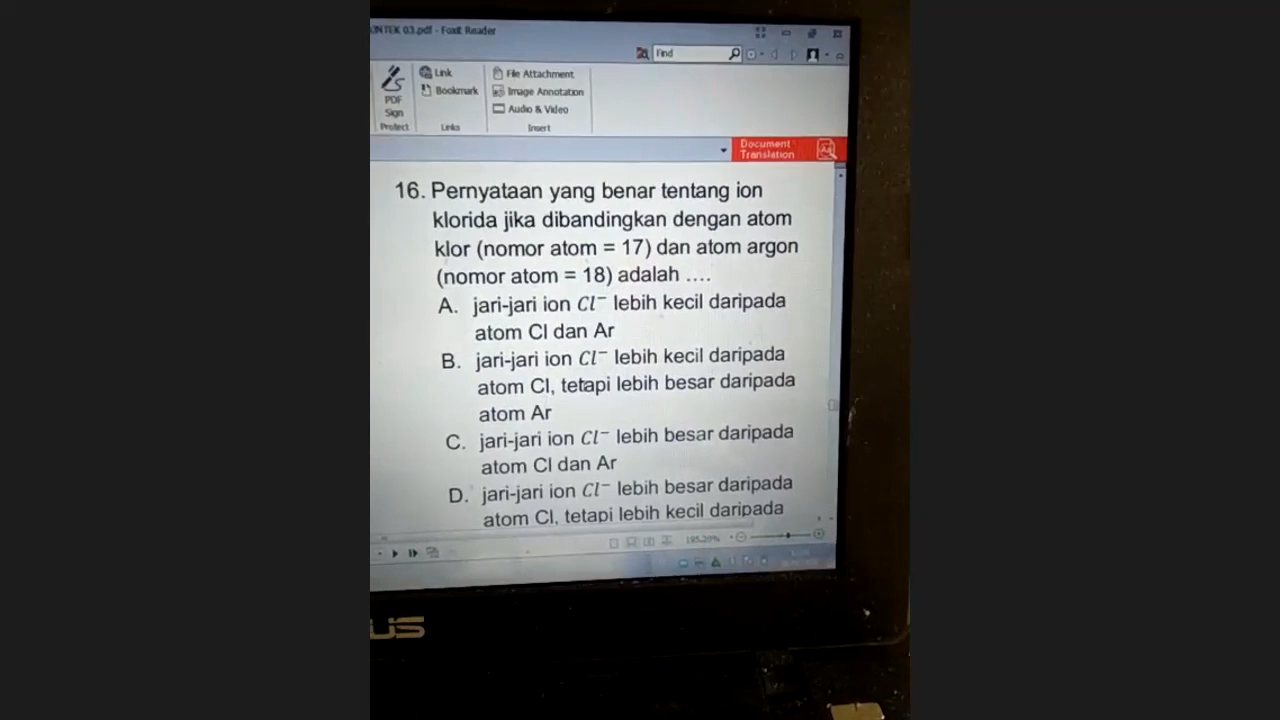 ONTEK 03.pdf - Foxit Reader
Find
PDF
Sign
Protect
Link
Bookmark
Links
File Attachment
Image Annotation
Audio & Video
Insert
Document
Translation
16. Pernyataan yang benar tentang ion
klorida jika dibandingkan dengan atom
klor (nomor atom = 17) dan atom argon
(nomor atom = 18) adalah ....
A. jari-jari ion Cl⁻ lebih kecil daripada
atom Cl dan Ar
B. jari-jari ion Cl⁻ lebih kecil daripada
atom Cl, tetapi lebih besar daripada
atom Ar
C. jari-jari ion Cl⁻ lebih besar daripada
atom Cl dan Ar
D. jari-jari ion Cl⁻ lebih besar daripada
atom Cl, tetapi lebih kecil daripada
US